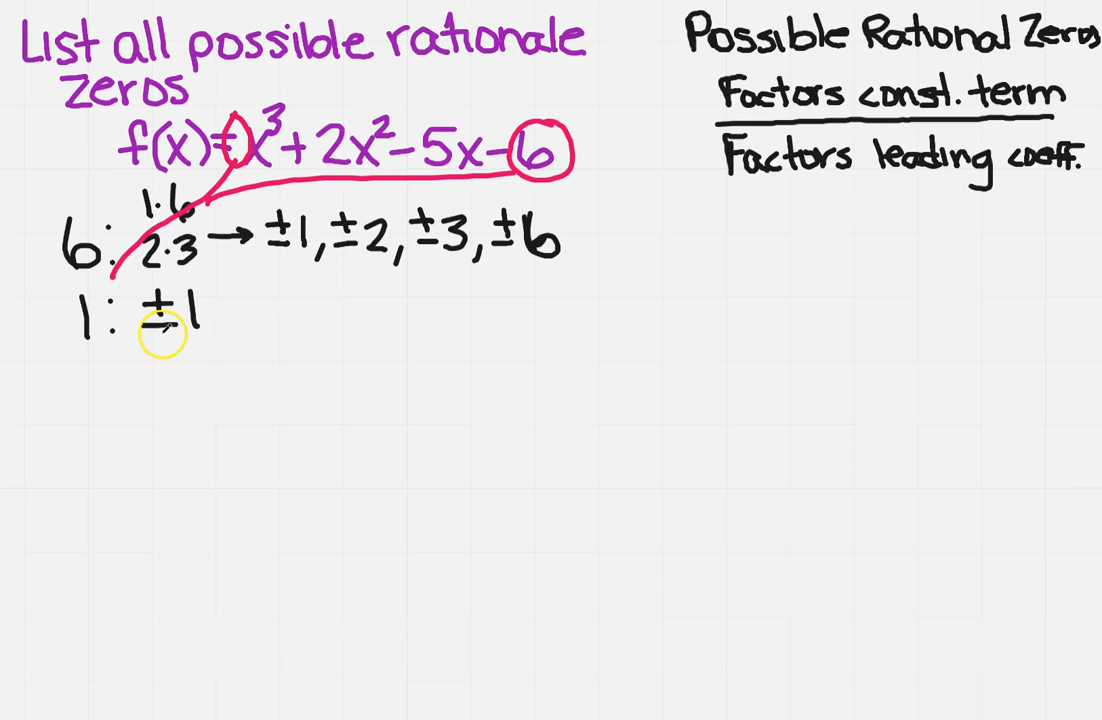 List all possible rationale
zeros
f(x)=x³+2x²-5x-6
6: 1·6
2·3 → ±1, ±2, ±3, ±6
1: ±1
Possible Rational Zeros
Factors const. term
Factors leading coeff.